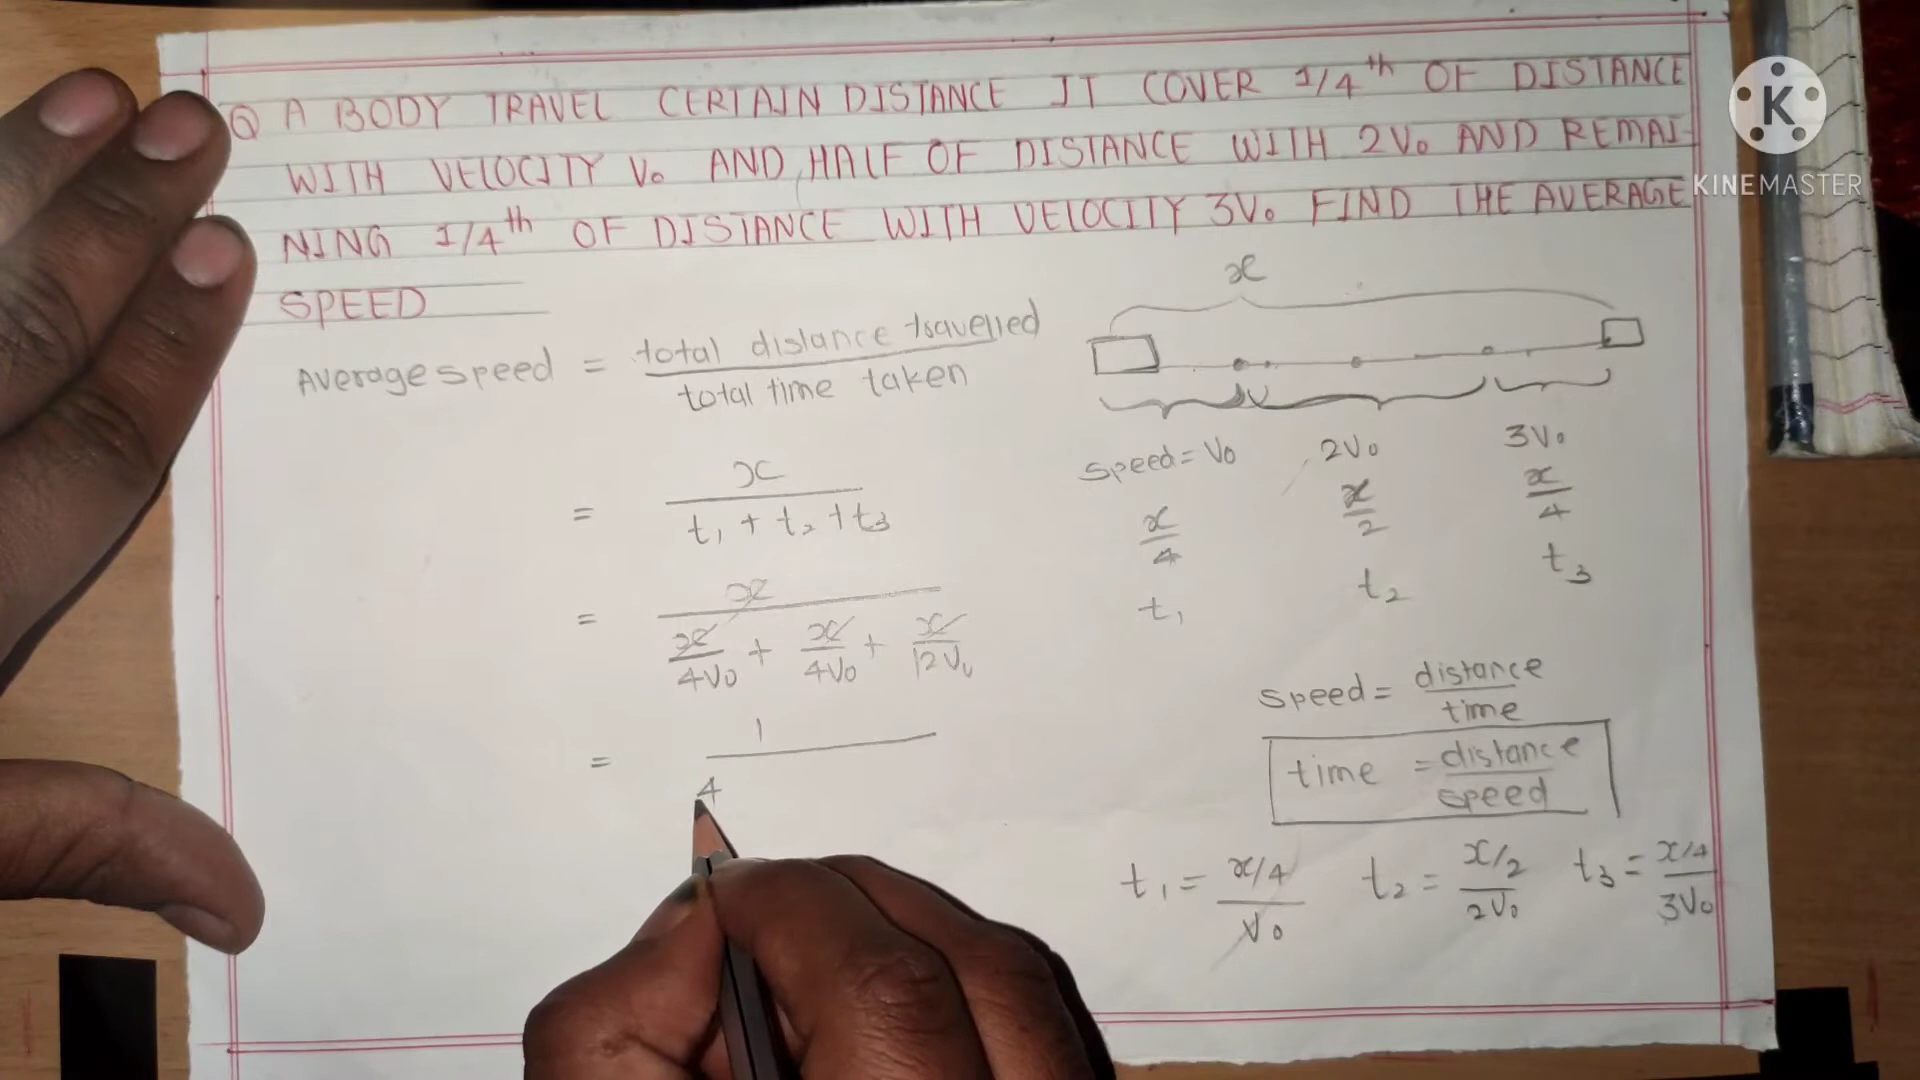 Q A BODY TRAVEL CERTAIN DISTANCE IT COVER 1/4th OF DISTANCE
WITH VELOCITY V₀ AND HALF OF DISTANCE WITH 2V₀ AND REMAI-
NING 1/4th OF DISTANCE WITH VELOCITY 3V₀ FIND THE AVERAGE
SPEED
K
KINEMASTER
Average speed = total distance travelled / total time taken
= x / t₁ + t₂ + t₃
= x / x/4V₀ + x/4V₀ + x/12V₀
= 1 /
4
x
speed = V₀ 2V₀ 3V₀
x/4 x/2 x/4
t₁ t₂ t₃
speed = distance / time
time = distance / speed
t₁ = x/4 / V₀ t₂ = x/2 / 2V₀ t₃ = x/4 / 3V₀